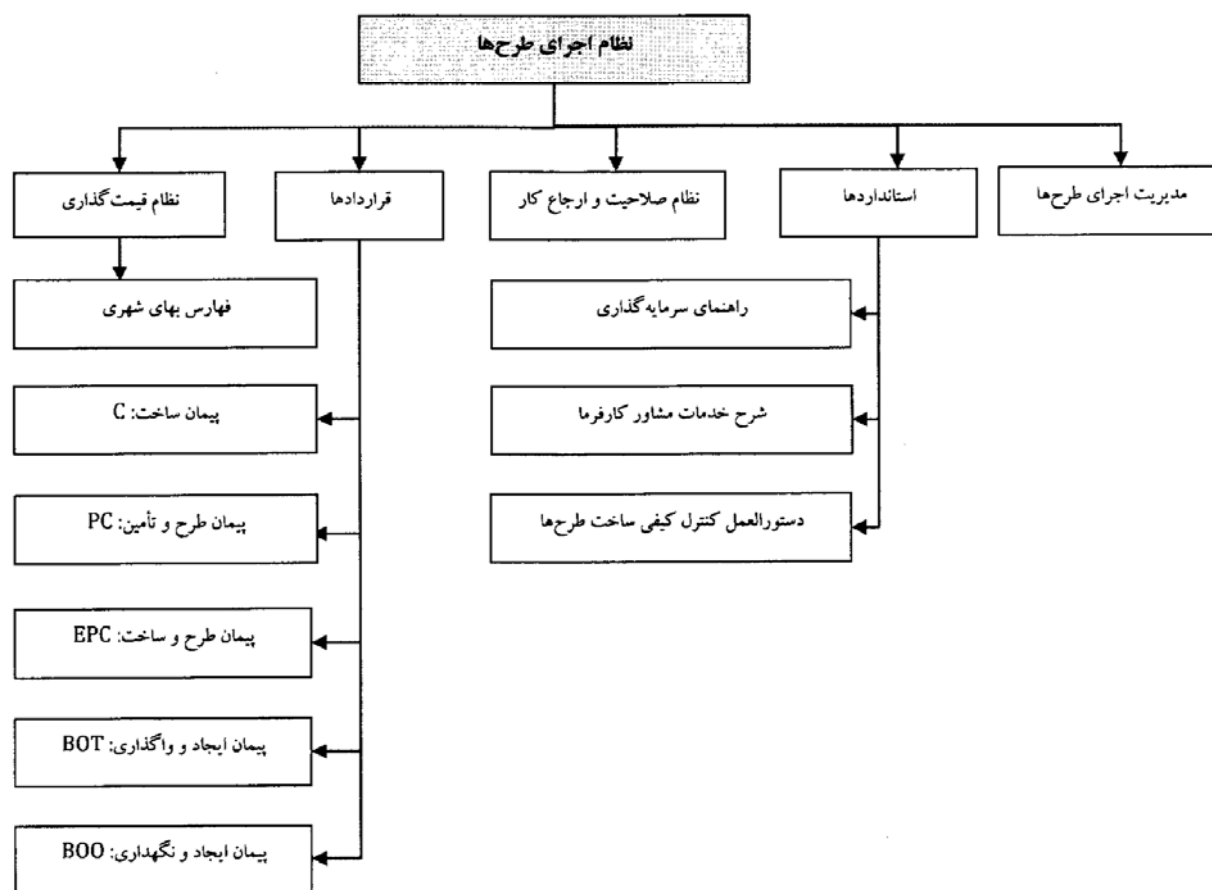 نظام اجرای طرح‌ها
مدیریت اجرای طرح‌ها
استانداردها
نظام صلاحیت و ارجاع کار
قراردادها
نظام قیمت‌گذاری
راهنمای سرمایه‌گذاری
شرح خدمات مشاور کارفرما
دستورالعمل کنترل کیفی ساخت طرح‌ها
فهارس بهای شهری
پیمان ساخت: C
پیمان طرح و تأمین: PC
پیمان طرح و ساخت: EPC
پیمان ایجاد و واگذاری: BOT
پیمان ایجاد و نگهداری: BOO